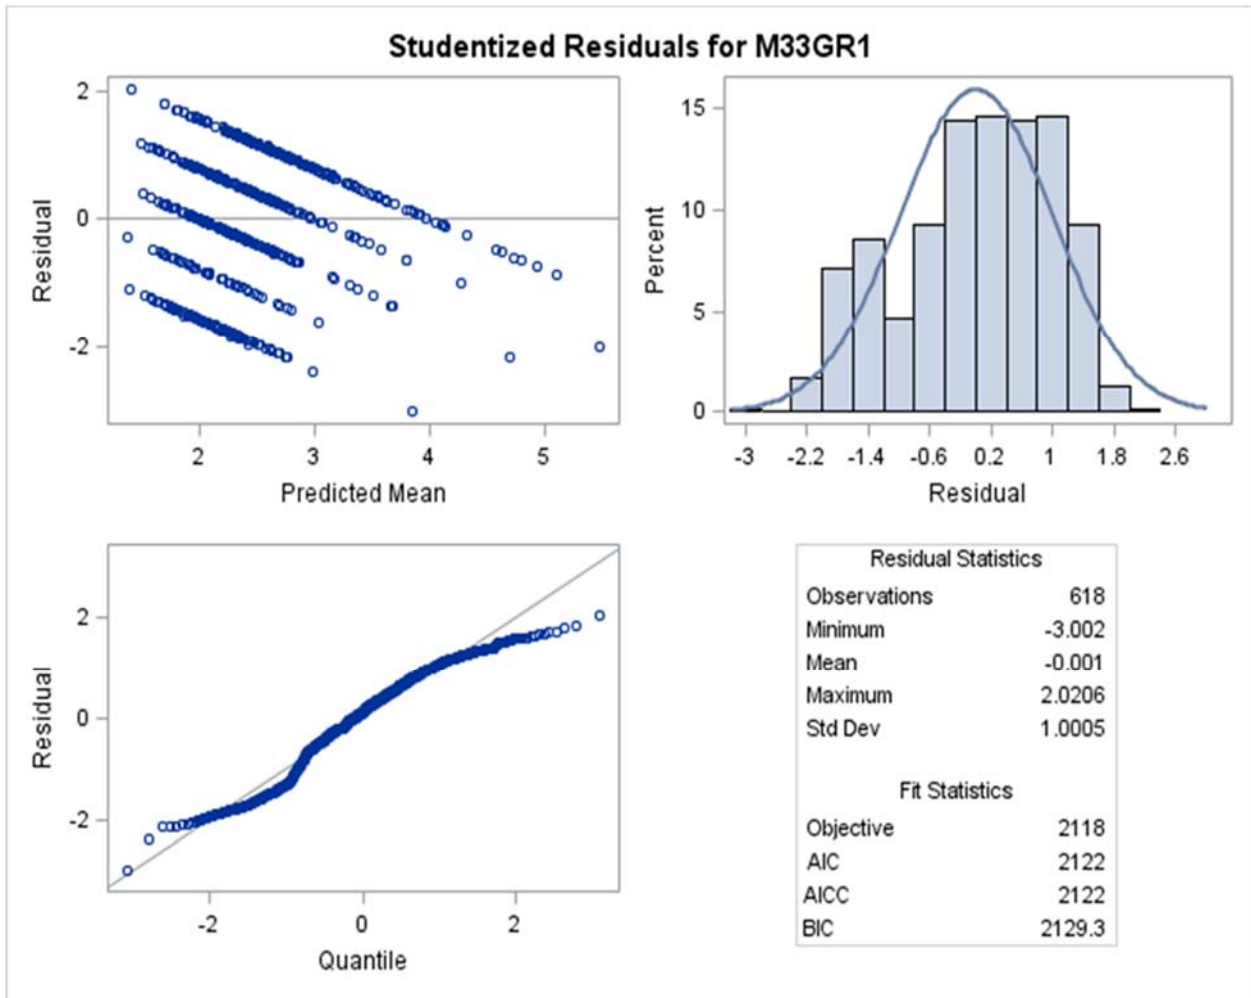 Studentized Residuals for M33GR1
2
0
-2
Residual
2 3 4 5
Predicted Mean
15
10
5
0
Percent
-3 -2.2 -1.4 -0.6 0.2 1 1.8 2.6
Residual
2
0
-2
Residual
-2 0 2
Quantile
Residual Statistics
Observations 618
Minimum -3.002
Mean -0.001
Maximum 2.0206
Std Dev 1.0005
Fit Statistics
Objective 2118
AIC 2122
AICC 2122
BIC 2129.3